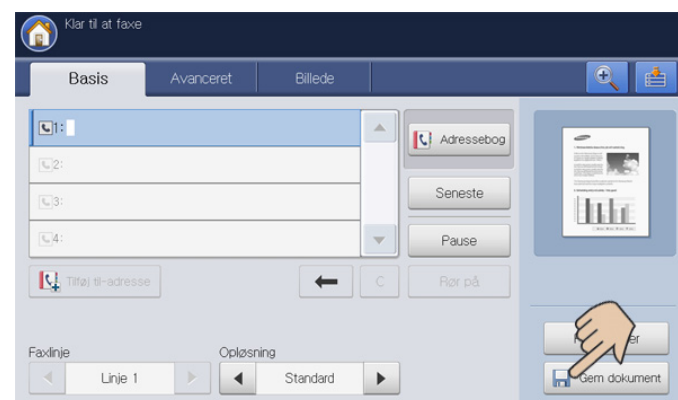 Klar til at faxe
Basis
Avanceret
Billede
1:
Adressebog
2:
Seneste
3:
4:
Pause
Tilføj til-adresse
C
Rør på
Faxlinje
Opløsning
Linje 1
Standard
Gem dokument